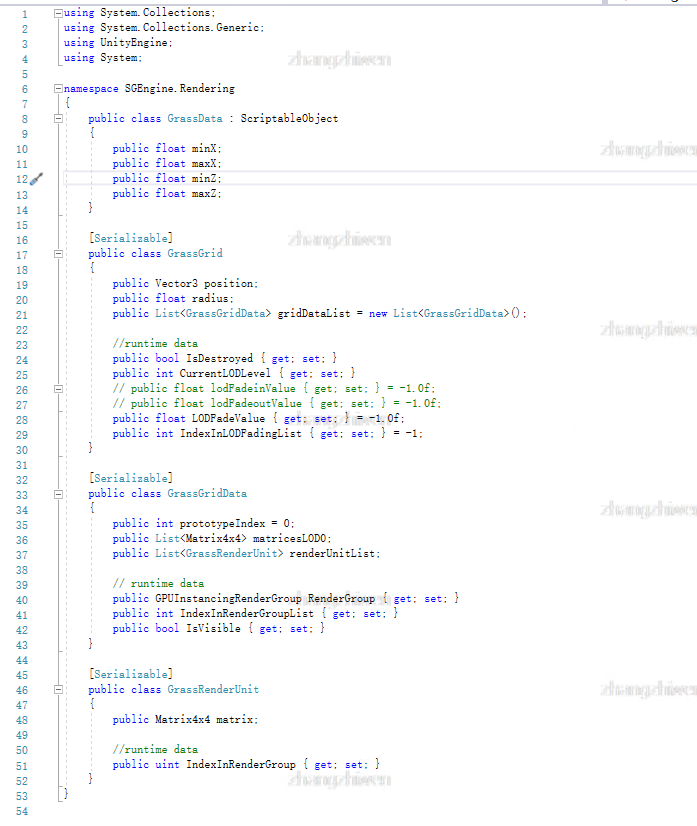 1 using System.Collections;
2 using System.Collections.Generic;
3 using UnityEngine;
4 using System;
5
6 namespace SGEngine.Rendering
7 {
8 public class GrassData : ScriptableObject
9 {
10 public float minX;
11 public float maxX;
12 public float minZ;
13 public float maxZ;
14 }
15
16 [Serializable]
17 public class GrassGrid
18 {
19 public Vector3 position;
20 public float radius;
21 public List<GrassGridData> gridDataList = new List<GrassGridData>();
22
23 //runtime data
24 public bool IsDestroyed { get; set; }
25 public int CurrentLODLevel { get; set; }
26 // public float lodFadeinValue { get; set; } = -1.0f;
27 // public float lodFadeoutValue { get; set; } = -1.0f;
28 public float LODFadeValue { get; set; } = -1.0f;
29 public int IndexInLODFadingList { get; set; } = -1;
30 }
31
32 [Serializable]
33 public class GrassGridData
34 {
35 public int prototypeIndex = 0;
36 public List<Matrix4x4> matricesLOD0;
37 public List<GrassRenderUnit> renderUnitList;
38
39 // runtime data
40 public GPUInstancingRenderGroup RenderGroup { get; set; }
41 public int IndexInRenderGroupList { get; set; }
42 public bool IsVisible { get; set; }
43 }
44
45 [Serializable]
46 public class GrassRenderUnit
47 {
48 public Matrix4x4 matrix;
49
50 //runtime data
51 public uint IndexInRenderGroup { get; set; }
52 }
53 }
54
zhangzhiwen
zhangzhiwen
zhangzhiwen
zhangzhiwen
zhangzhiwen